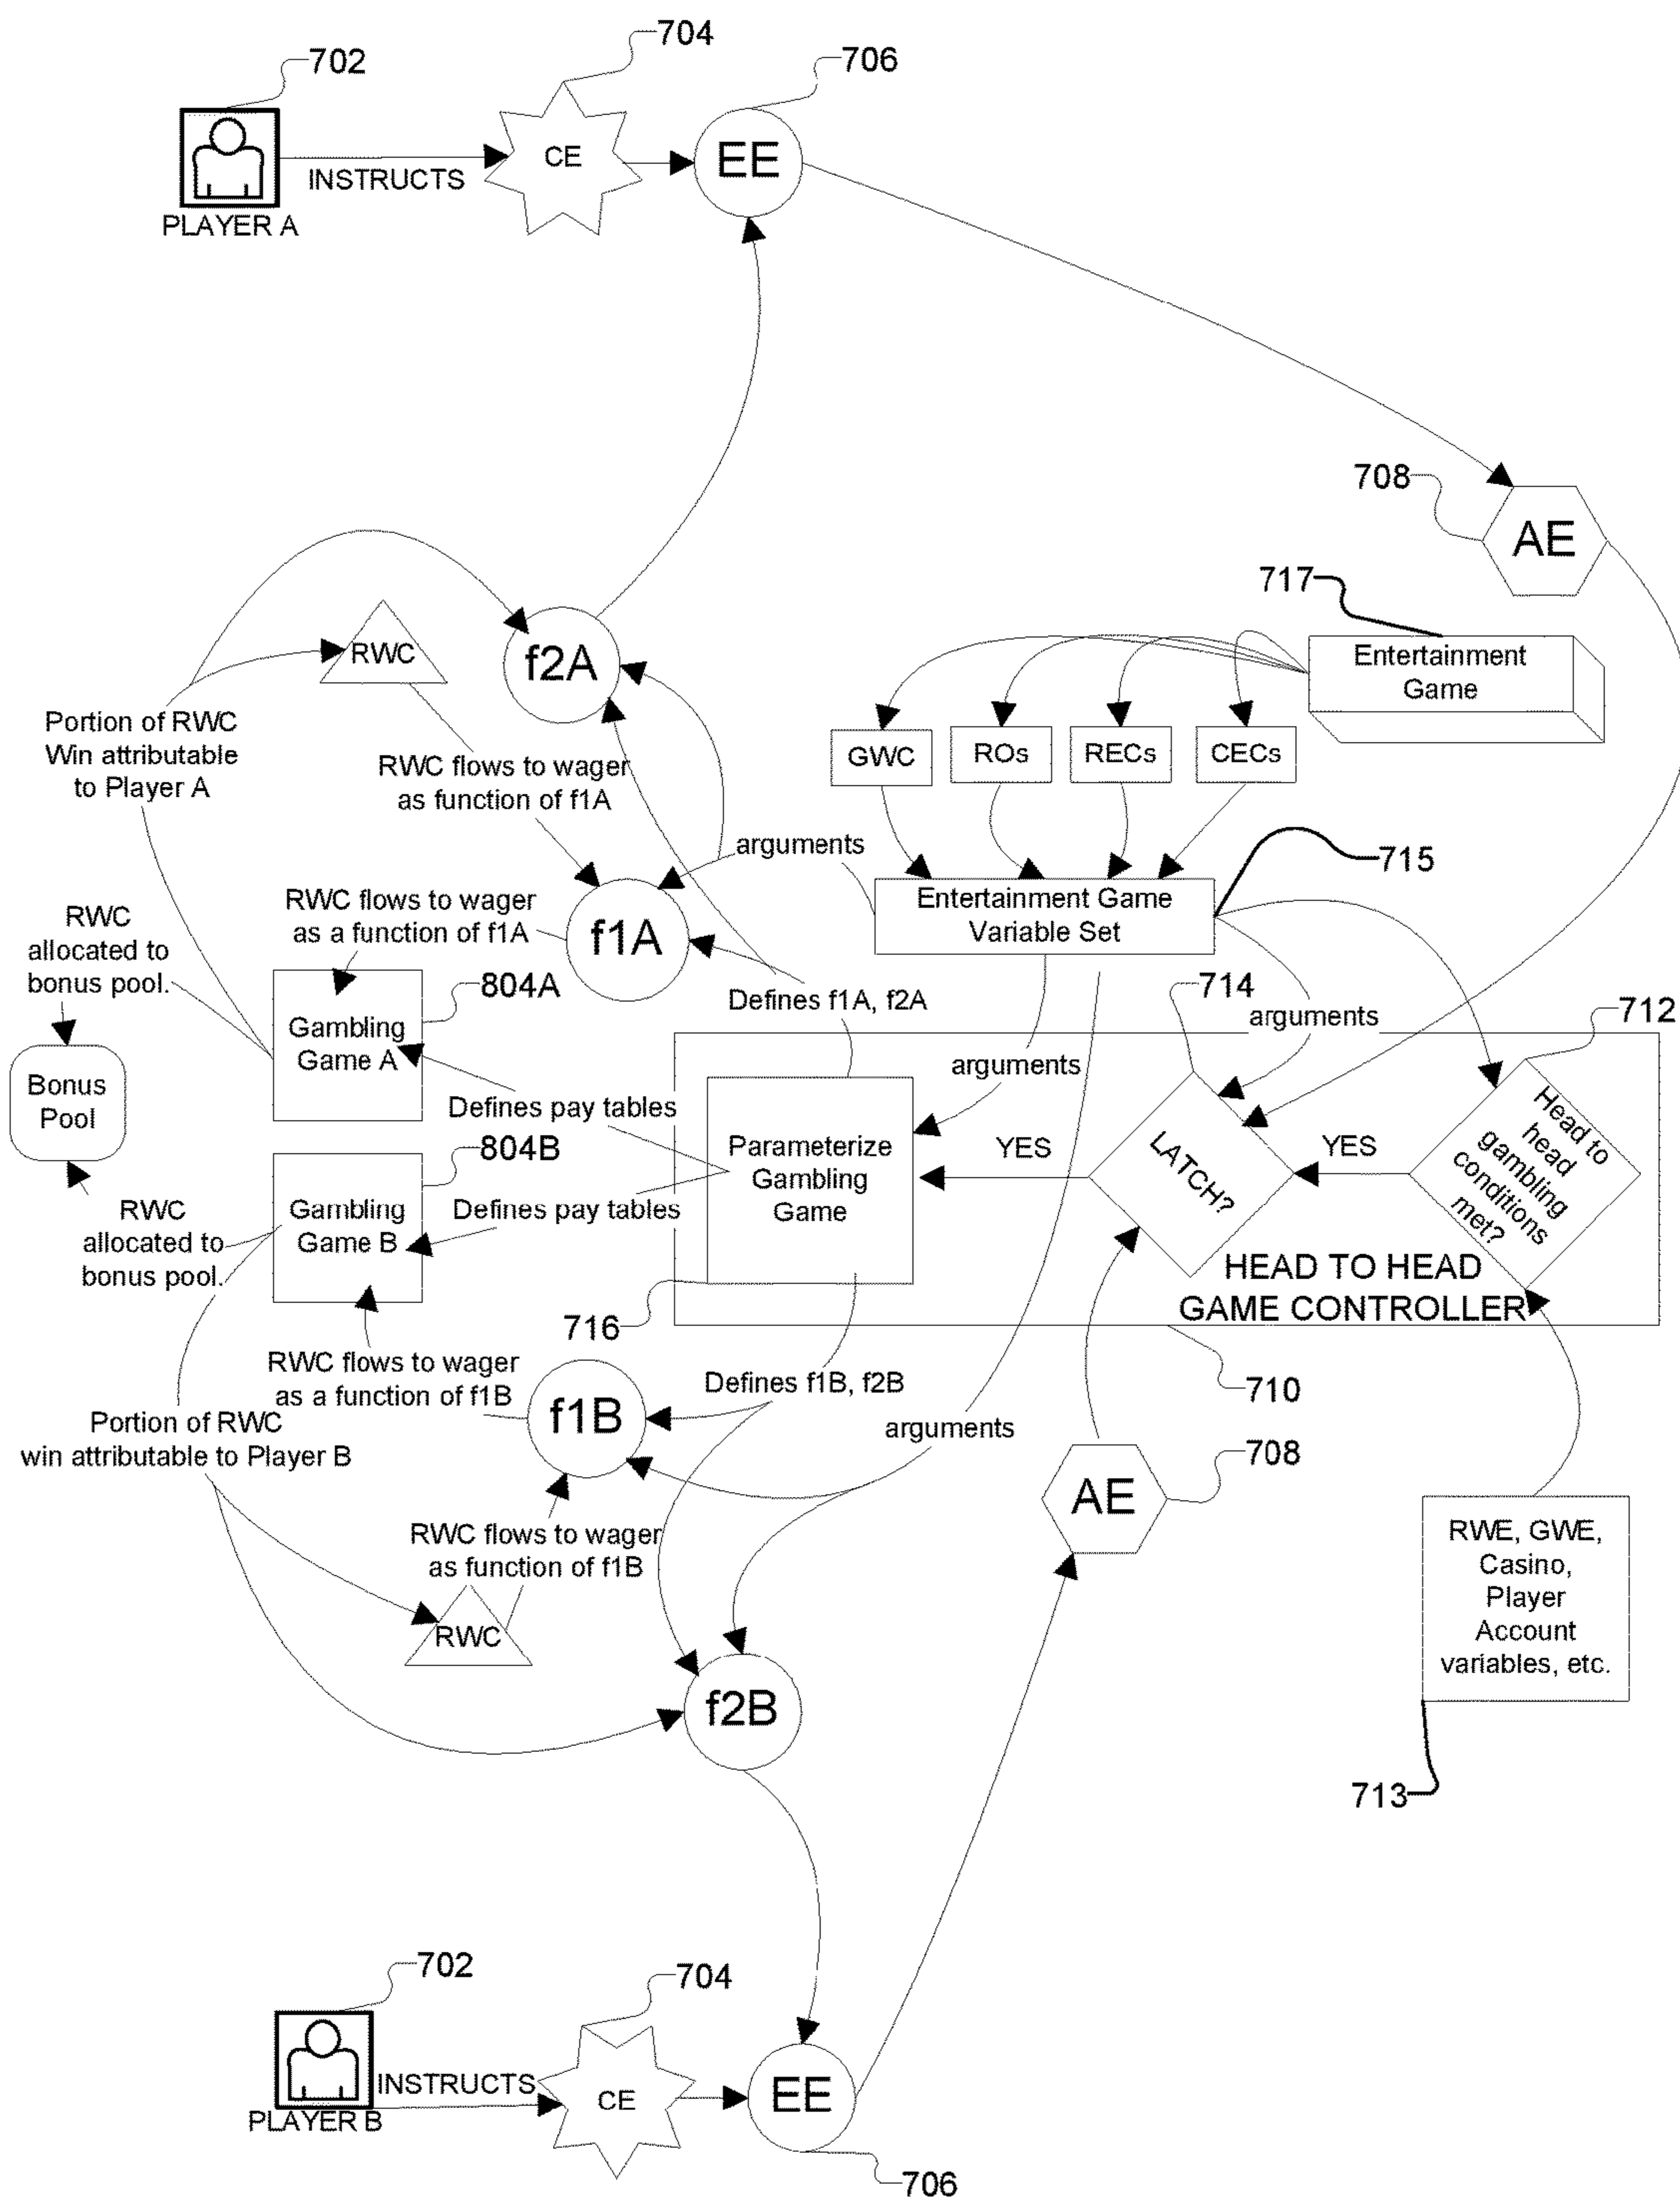 704
702
706
CE
EE
INSTRUCTS
PLAYER A
708
AE
717
RWC
f2A
Entertainment
Game
Portion of RWC
Win attributable
to Player A
GWC
ROs
RECs
CECs
RWC flows to wager
as function of f1A
arguments
715
Entertainment Game
Variable Set
RWC flows to wager
as a function of f1A
f1A
RWC
allocated to
bonus pool.
804A
Defines f1A, f2A
714
712
arguments
Gambling
Game A
arguments
Bonus
Pool
Defines pay tables
804B
Parameterize
Gambling
Game
YES
LATCH?
YES
Head to
head
gambling
conditions
met?
RWC
allocated to
bonus pool.
Gambling
Game B
Defines pay tables
HEAD TO HEAD
GAME CONTROLLER
716
RWC flows to wager
as a function of f1B
Defines f1B, f2B
710
f1B
Portion of RWC
win attributable to Player B
arguments
708
AE
RWC flows to wager
as function of f1B
RWE, GWE,
Casino,
Player
Account
variables, etc.
RWC
f2B
713
702
704
INSTRUCTS
CE
EE
PLAYER B
706